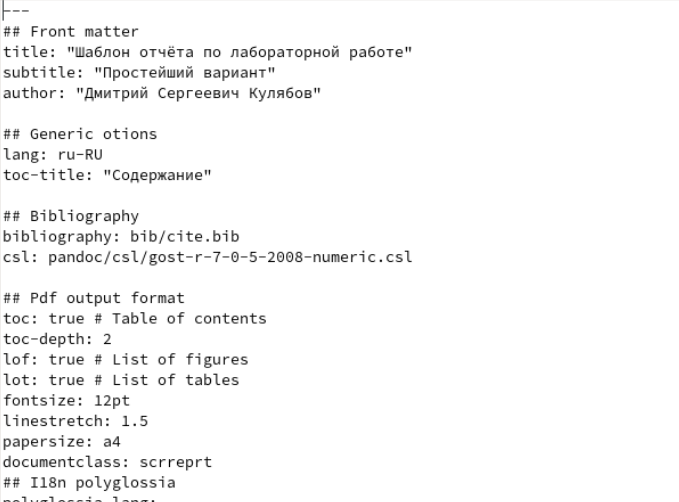 ---
## Front matter
title: "Шаблон отчёта по лабораторной работе"
subtitle: "Простейший вариант"
author: "Дмитрий Сергеевич Кулябов"

## Generic otions
lang: ru-RU
toc-title: "Содержание"

## Bibliography
bibliography: bib/cite.bib
csl: pandoc/csl/gost-r-7-0-5-2008-numeric.csl

## Pdf output format
toc: true # Table of contents
toc-depth: 2
lof: true # List of figures
lot: true # List of tables
fontsize: 12pt
linestretch: 1.5
papersize: a4
documentclass: scrreprt
## I18n polyglossia
polyglossia-lang: